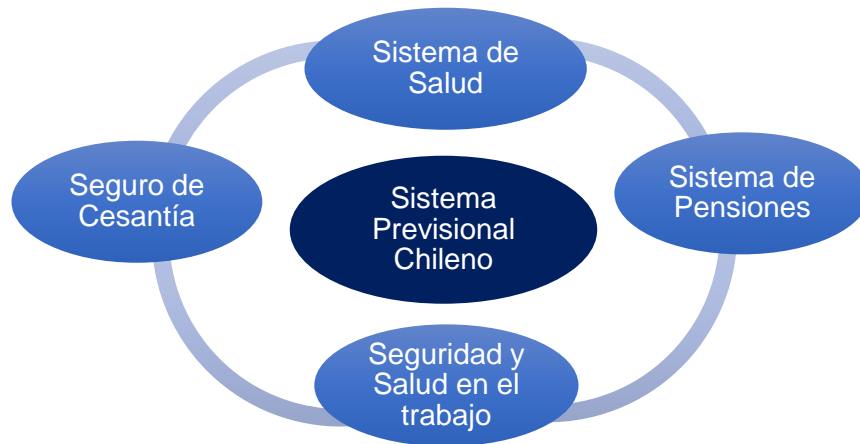 Sistema de
Salud
Seguro de
Cesantía
Sistema
Previsional
Chileno
Sistema de
Pensiones
Seguridad y
Salud en el
trabajo